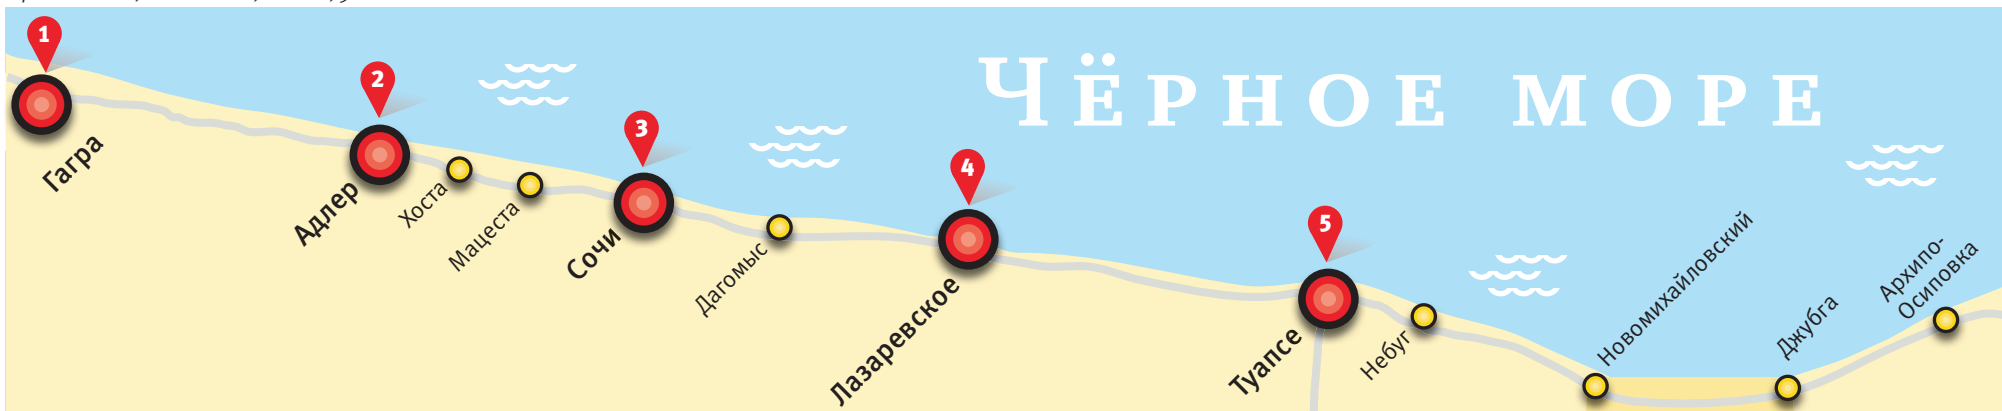 1
2
3
4
5
Чёрное море
Гагра
Адлер
Хоста
Мацеста
Сочи
Дагомыс
Лазаревское
Туапсе
Небуг
Новомихайловский
Джубга
Архипо-
Осиповка